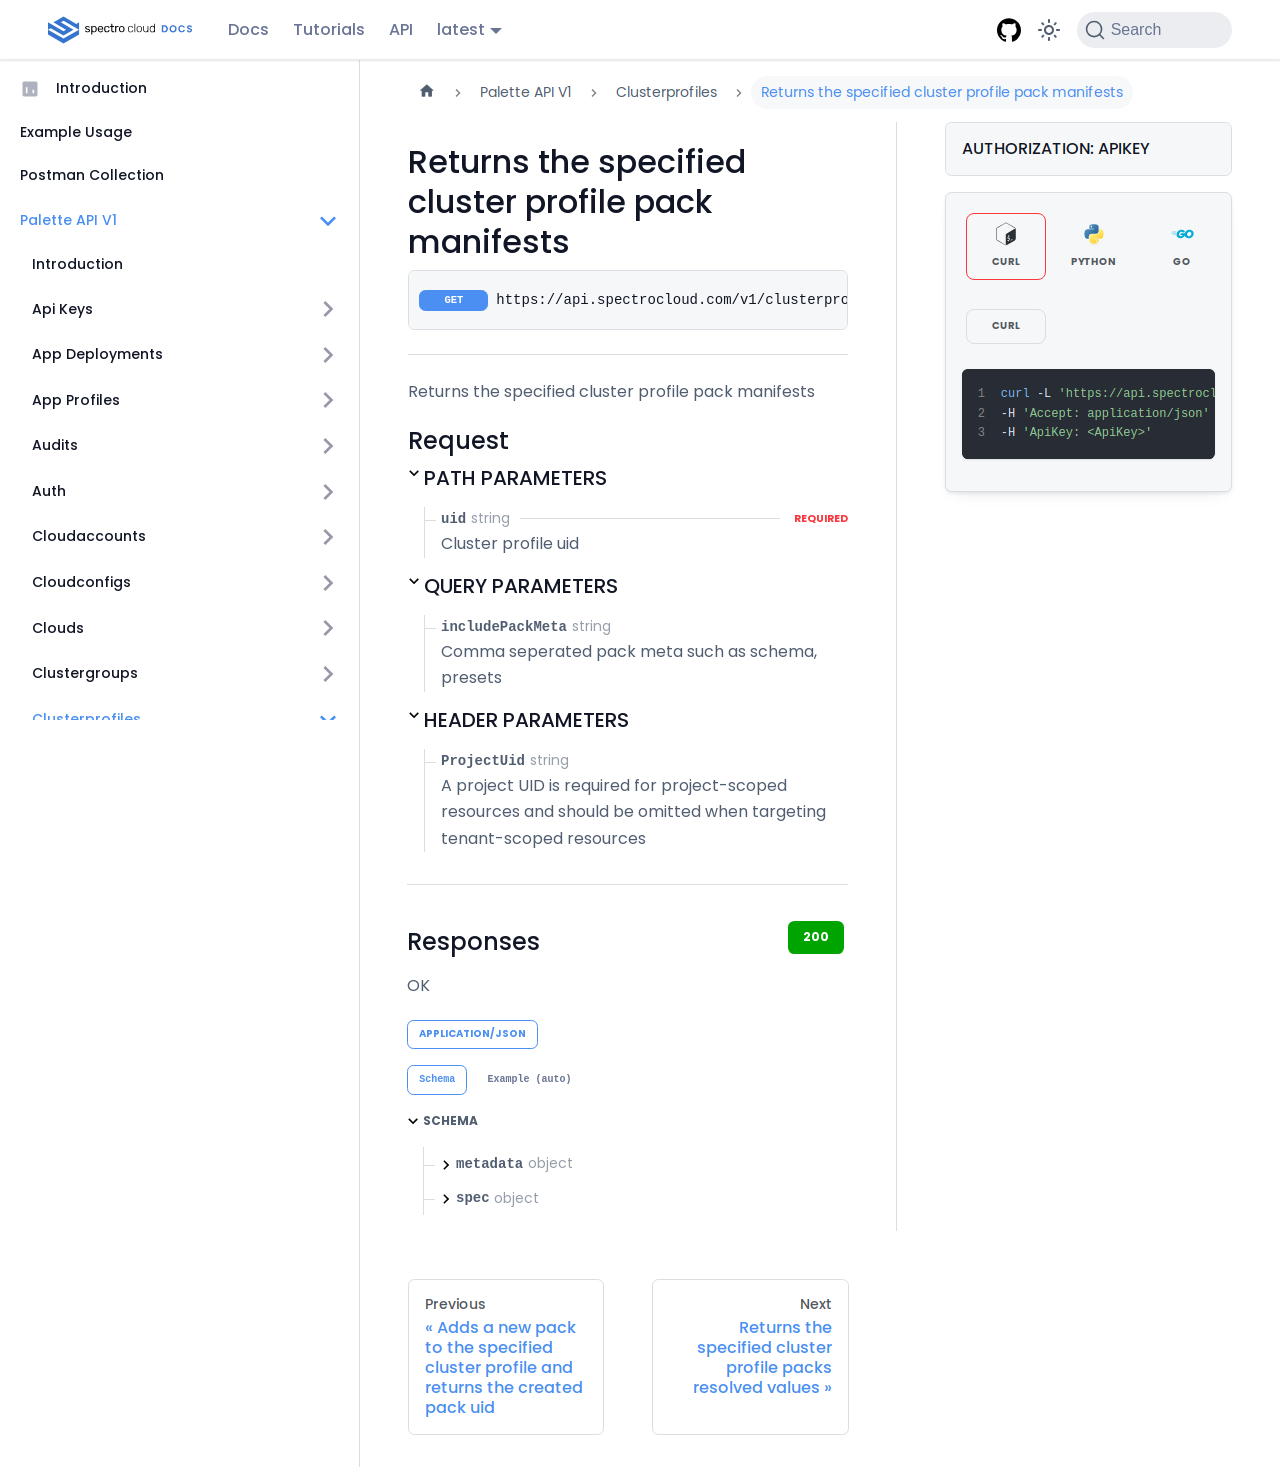 spectro cloud DOCS
Docs
Tutorials
API
latest
Search
Introduction
Example Usage
Postman Collection
Palette API V1
Introduction
Api Keys
App Deployments
App Profiles
Audits
Auth
Cloudaccounts
Cloudconfigs
Clouds
Clustergroups
Clusterprofiles
Palette API V1
Clusterprofiles
Returns the specified cluster profile pack manifests
Returns the specified
cluster profile pack
manifests
GET https://api.spectrocloud.com/v1/clusterpro
Returns the specified cluster profile pack manifests
Request
PATH PARAMETERS
uid string REQUIRED
Cluster profile uid
QUERY PARAMETERS
includePackMeta string
Comma seperated pack meta such as schema,
presets
HEADER PARAMETERS
ProjectUid string
A project UID is required for project-scoped
resources and should be omitted when targeting
tenant-scoped resources
Responses
200
OK
APPLICATION/JSON
Schema
Example (auto)
SCHEMA
metadata object
spec object
Previous
« Adds a new pack
to the specified
cluster profile and
returns the created
pack uid
Next
Returns the
specified cluster
profile packs
resolved values »
AUTHORIZATION: APIKEY
CURL
PYTHON
GO
CURL
1 curl -L 'https://api.spectrocl
2 -H 'Accept: application/json'
3 -H 'ApiKey: <ApiKey>'